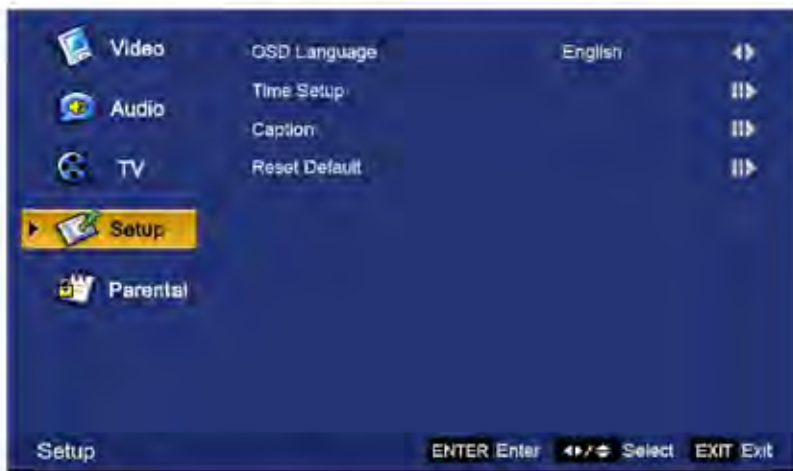 Video
Audio
TV
Setup
Parental
OSD Language English
Time Setup
Caption
Reset Default
Setup ENTER Enter Select EXIT Exit